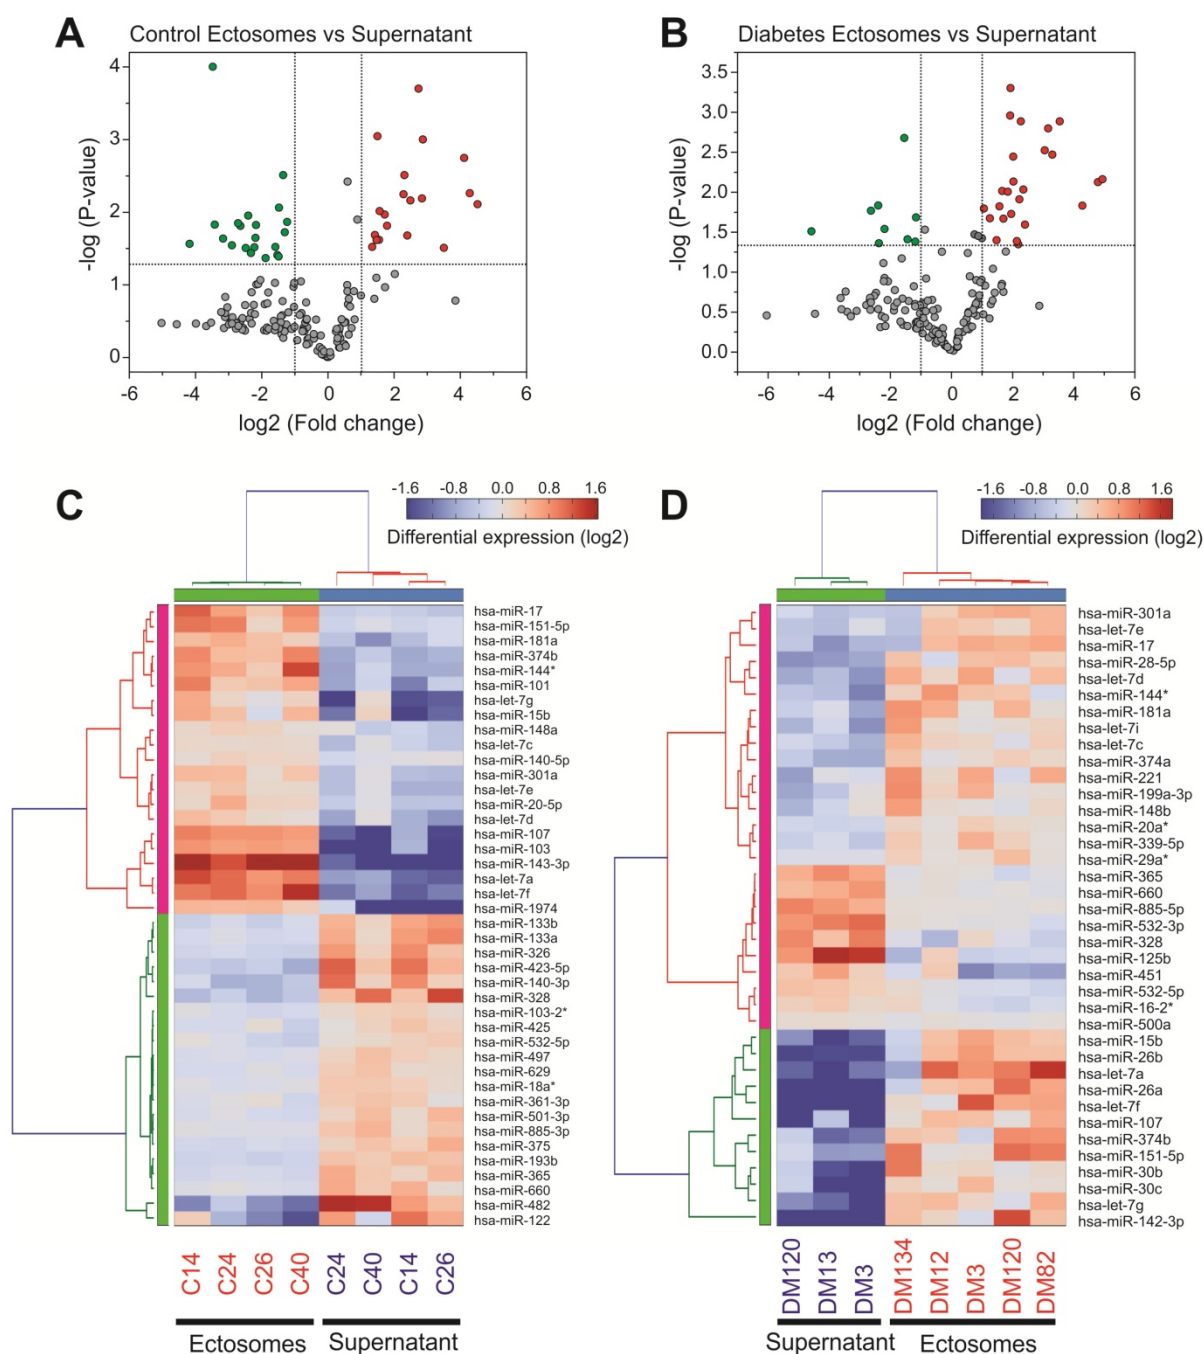 A
Control Ectosomes vs Supernatant
4
3
2
1
0
-log (P-value)
-6 -4 -2 0 2 4 6
log2 (Fold change)
B
Diabetes Ectosomes vs Supernatant
3.5
3.0
2.5
2.0
1.5
1.0
0.5
0.0
-log (P-value)
-6 -4 -2 0 2 4 6
log2 (Fold change)
C
-1.6 -0.8 0.0 0.8 1.6
Differential expression (log2)
hsa-miR-17
hsa-miR-151-5p
hsa-miR-181a
hsa-miR-374b
hsa-miR-144*
hsa-miR-101
hsa-let-7g
hsa-miR-15b
hsa-miR-148a
hsa-let-7c
hsa-miR-140-5p
hsa-miR-301a
hsa-let-7e
hsa-miR-20-5p
hsa-let-7d
hsa-miR-107
hsa-miR-103
hsa-miR-143-3p
hsa-let-7a
hsa-let-7f
hsa-miR-1974
hsa-miR-133b
hsa-miR-133a
hsa-miR-326
hsa-miR-423-5p
hsa-miR-140-3p
hsa-miR-328
hsa-miR-103-2*
hsa-miR-425
hsa-miR-532-5p
hsa-miR-497
hsa-miR-629
hsa-miR-18a*
hsa-miR-361-3p
hsa-miR-501-3p
hsa-miR-885-3p
hsa-miR-375
hsa-miR-193b
hsa-miR-365
hsa-miR-660
hsa-miR-482
hsa-miR-122
C14 C24 C26 C40 C24 C40 C14 C26
Ectosomes Supernatant
D
-1.6 -0.8 0.0 0.8 1.6
Differential expression (log2)
hsa-miR-301a
hsa-let-7e
hsa-miR-17
hsa-miR-28-5p
hsa-let-7d
hsa-miR-144*
hsa-miR-181a
hsa-let-7i
hsa-let-7c
hsa-miR-374a
hsa-miR-221
hsa-miR-199a-3p
hsa-miR-148b
hsa-miR-20a*
hsa-miR-339-5p
hsa-miR-29a*
hsa-miR-365
hsa-miR-660
hsa-miR-885-5p
hsa-miR-532-3p
hsa-miR-328
hsa-miR-125b
hsa-miR-451
hsa-miR-532-5p
hsa-miR-16-2*
hsa-miR-500a
hsa-miR-15b
hsa-miR-26b
hsa-let-7a
hsa-miR-26a
hsa-let-7f
hsa-miR-107
hsa-miR-374b
hsa-miR-151-5p
hsa-miR-30b
hsa-miR-30c
hsa-let-7g
hsa-miR-142-3p
DM120 DM13 DM3 DM134 DM12 DM3 DM120 DM82
Supernatant Ectosomes